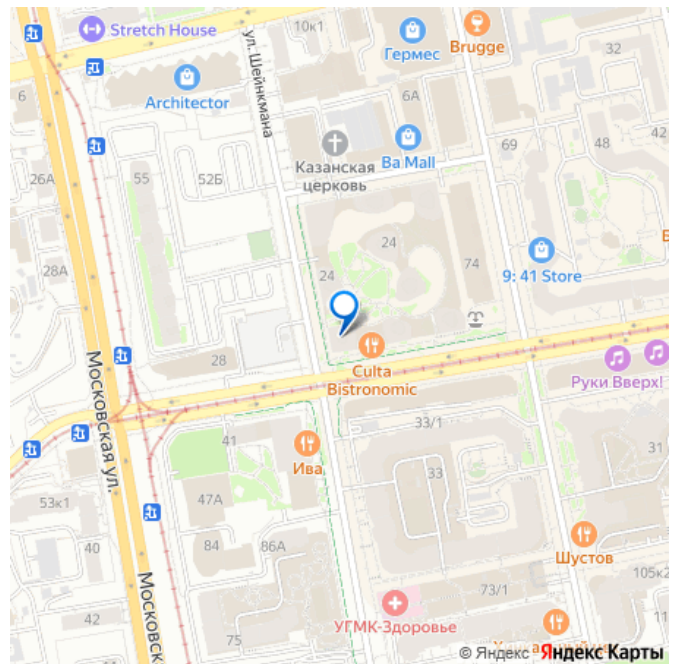 Stretch House
10к1
Гермес
Brugge
32
6
Architector
ул. Шейнкмана
6А
Казанская
церковь
Ba Mall
69
48
42
26А
55
52Б
24
24
74
9: 41 Store
28А
28
Culta
Bistronomic
Руки Вверх!
Московская ул.
33/1
41
Ива
33
31
53к1
47А
40
84
86А
Шустов
73/1
42
УГМК-Здоровье
75
© Яндекс
Яндекс Карты